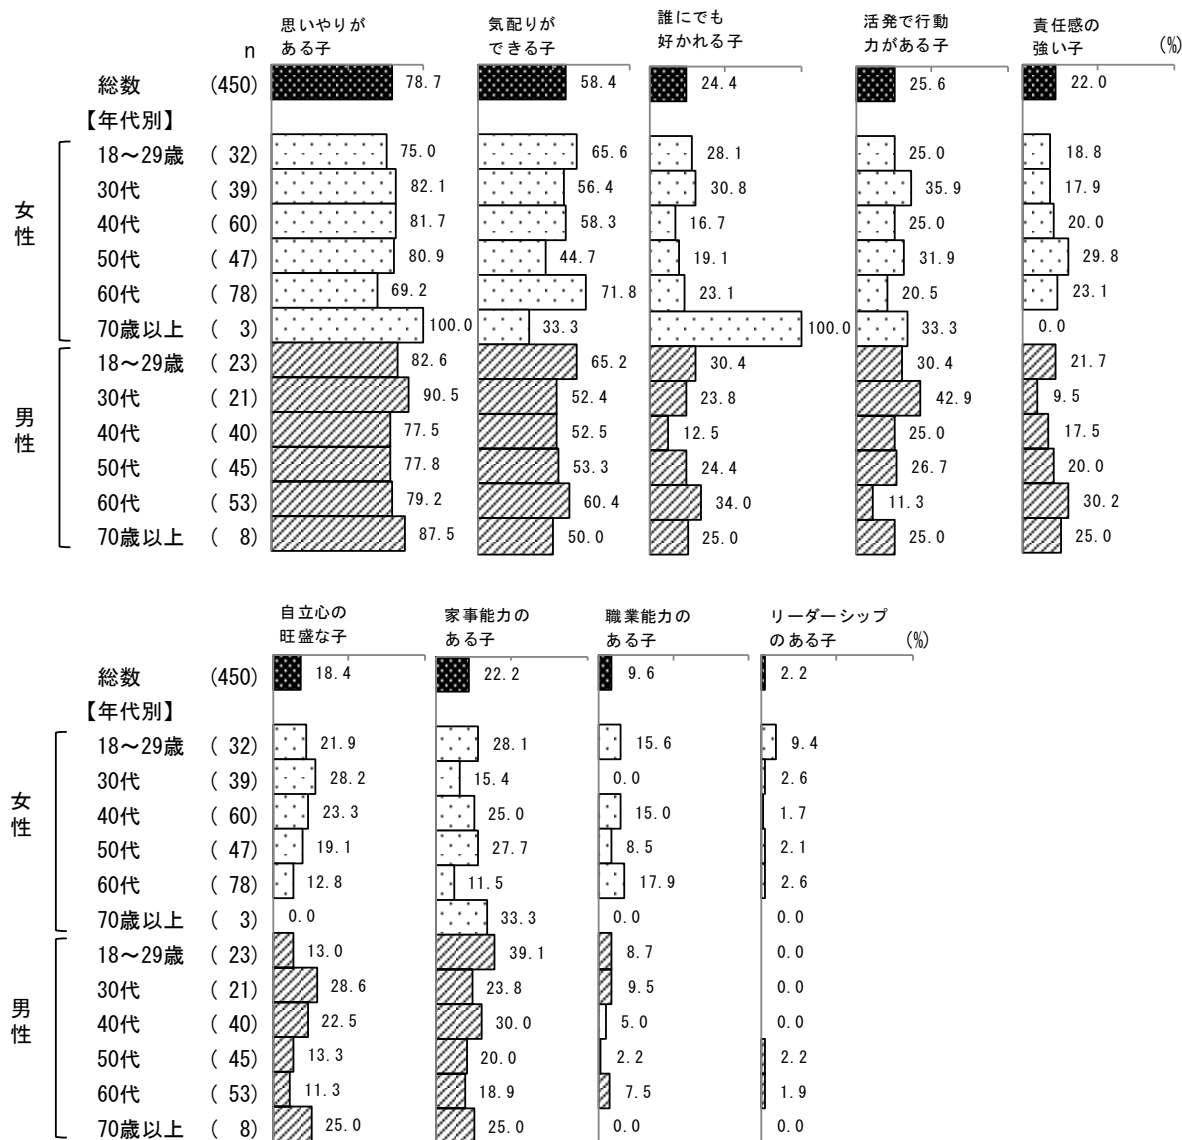 思いやりが
ある子
気配りが
できる子
誰にでも
好かれる子
活発で行動
力がある子
責任感の
強い子
(%)
n
総数 (450) 78.7 58.4 24.4 25.6 22.0
【年代別】
女性
18～29歳 ( 32) 75.0 65.6 28.1 25.0 18.8
30代 ( 39) 82.1 56.4 30.8 35.9 17.9
40代 ( 60) 81.7 58.3 16.7 25.0 20.0
50代 ( 47) 80.9 44.7 19.1 31.9 29.8
60代 ( 78) 69.2 71.8 23.1 20.5 23.1
70歳以上 ( 3) 100.0 33.3 100.0 33.3 0.0
男性
18～29歳 ( 23) 82.6 65.2 30.4 30.4 21.7
30代 ( 21) 90.5 52.4 23.8 42.9 9.5
40代 ( 40) 77.5 52.5 12.5 25.0 17.5
50代 ( 45) 77.8 53.3 24.4 26.7 20.0
60代 ( 53) 79.2 60.4 34.0 11.3 30.2
70歳以上 ( 8) 87.5 50.0 25.0 25.0 25.0
自立心の
旺盛な子
家事能力の
ある子
職業能力の
ある子
リーダーシップ
のある子
(%)
総数 (450) 18.4 22.2 9.6 2.2
【年代別】
女性
18～29歳 ( 32) 21.9 28.1 15.6 9.4
30代 ( 39) 28.2 15.4 0.0 2.6
40代 ( 60) 23.3 25.0 15.0 1.7
50代 ( 47) 19.1 27.7 8.5 2.1
60代 ( 78) 12.8 11.5 17.9 2.6
70歳以上 ( 3) 0.0 33.3 0.0 0.0
男性
18～29歳 ( 23) 13.0 39.1 8.7 0.0
30代 ( 21) 28.6 23.8 9.5 0.0
40代 ( 40) 22.5 30.0 5.0 0.0
50代 ( 45) 13.3 20.0 2.2 2.2
60代 ( 53) 11.3 18.9 7.5 1.9
70歳以上 ( 8) 25.0 25.0 0.0 0.0